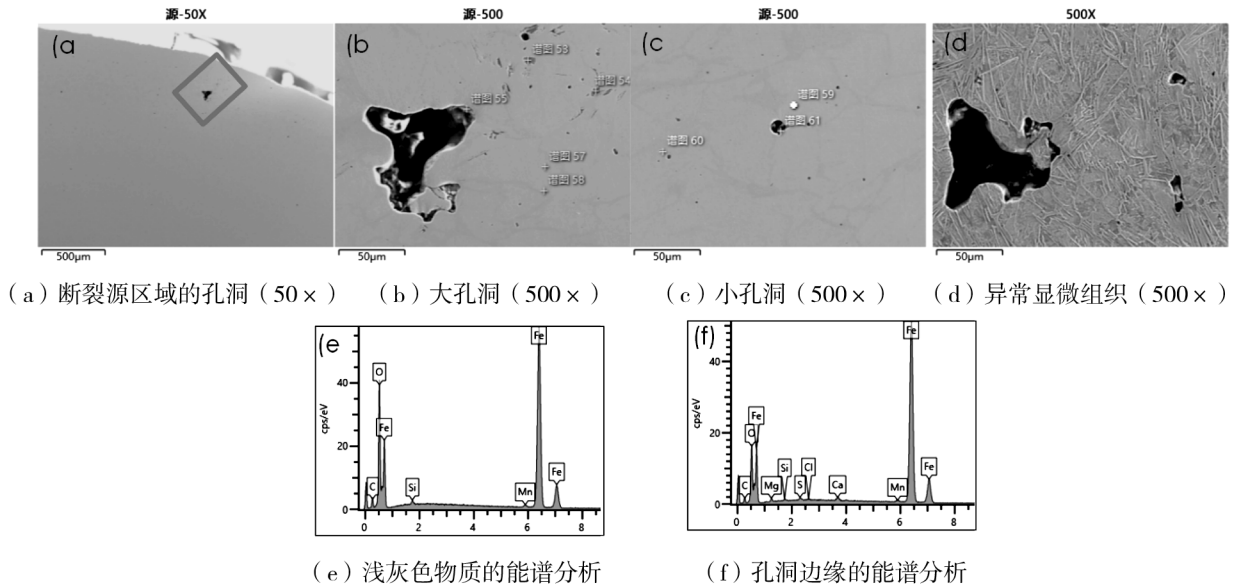 源-50X
源-500
源-500
500X
(a
(b
(c
(d
谱图 53
谱图 54
谱图 55
谱图 57
谱图 58
谱图 59
谱图 60
谱图 61
500μm
50μm
50μm
50μm
(a)断裂源区域的孔洞(50×)
(b)大孔洞(500×)
(c)小孔洞(500×)
(d)异常显微组织(500×)
(e
cps/eV
40
20
0
O
Fe
C
Si
Mn
Fe
Fe
0
2
4
6
8
(f)
cps/eV
40
20
0
Fe
O
C
Mg
Si
S
Cl
Ca
Mn
Fe
Fe
0
2
4
6
8
(e)浅灰色物质的能谱分析
(f)孔洞边缘的能谱分析